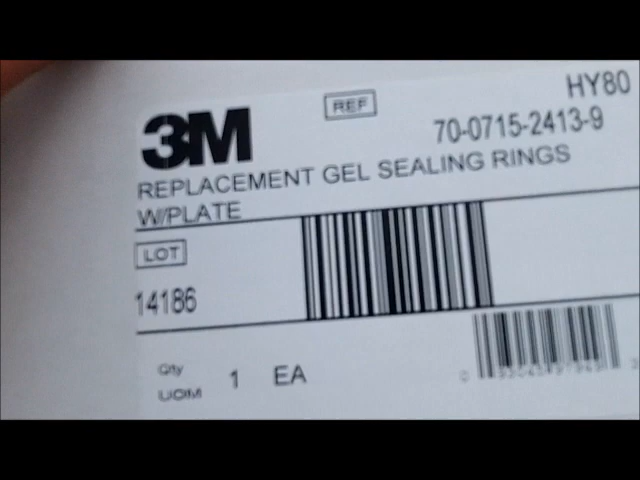 HY80
3M
REF
70-0715-2413-9
REPLACEMENT GEL SEALING RINGS
W/PLATE
LOT
14186
Qty
UOM
1 EA